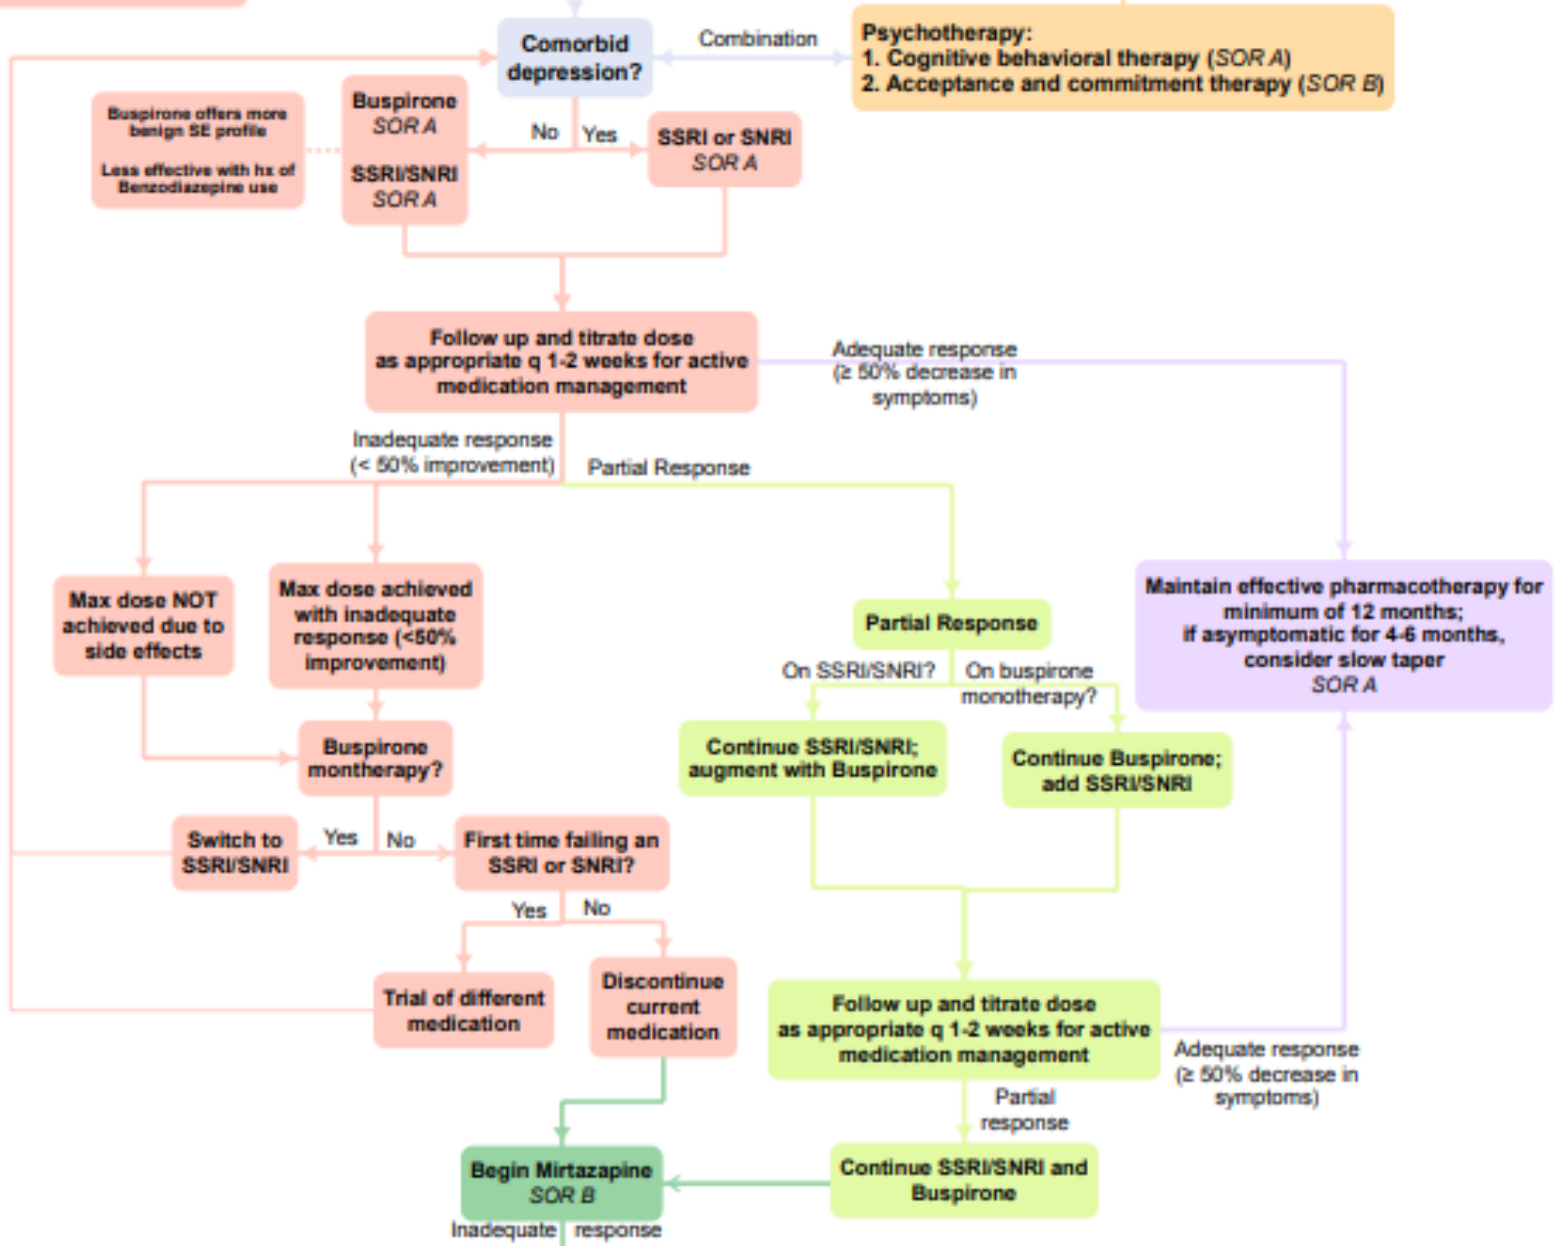 Comorbid
depression?
Combination
Psychotherapy:
1. Cognitive behavioral therapy (SOR A)
2. Acceptance and commitment therapy (SOR B)
Buspirone offers more
benign SE profile
Less effective with hx of
Benzodiazepine use
Buspirone
SOR A
SSRI/SNRI
SOR A
No
Yes
SSRI or SNRI
SOR A
Follow up and titrate dose
as appropriate q 1-2 weeks for active
medication management
Adequate response
(≥ 50% decrease in
symptoms)
Inadequate response
(< 50% improvement)
Partial Response
Max dose NOT
achieved due to
side effects
Max dose achieved
with inadequate
response (<50%
improvement)
Partial Response
Maintain effective pharmacotherapy for
minimum of 12 months;
if asymptomatic for 4-6 months,
consider slow taper
SOR A
On SSRI/SNRI?
On buspirone
monotherapy?
Buspirone
montherapy?
Continue SSRI/SNRI;
augment with Buspirone
Continue Buspirone;
add SSRI/SNRI
Switch to
SSRI/SNRI
Yes
No
First time failing an
SSRI or SNRI?
Yes
No
Trial of different
medication
Discontinue
current
medication
Follow up and titrate dose
as appropriate q 1-2 weeks for active
medication management
Adequate response
(≥ 50% decrease in
symptoms)
Partial
response
Begin Mirtazapine
SOR B
Continue SSRI/SNRI and
Buspirone
Inadequate response